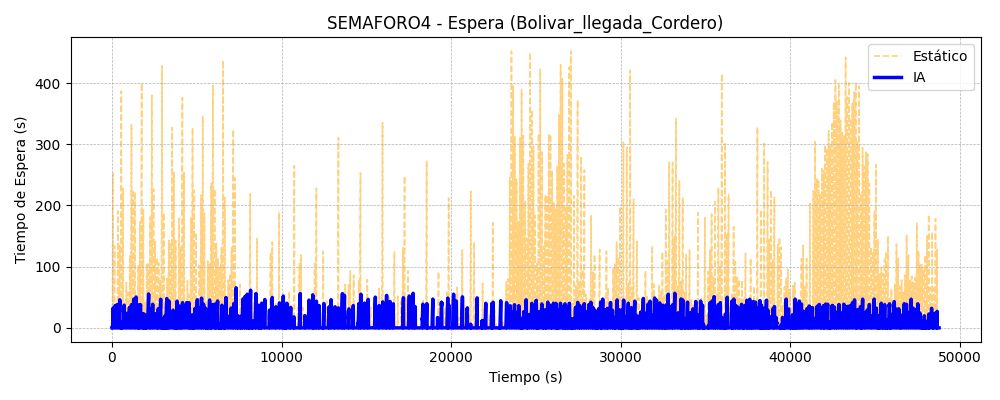 SEMAFORO4 - Espera (Bolivar_llegada_Cordero)
Estático
IA
Tiempo de Espera (s)
400
300
200
100
0
0 10000 20000 30000 40000 50000
Tiempo (s)